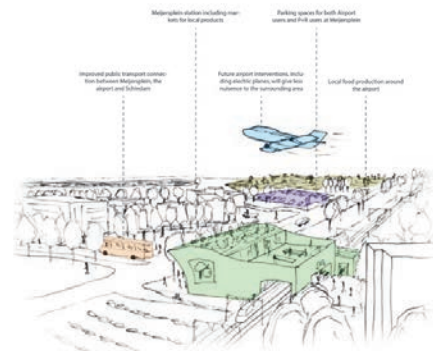 Meijersplein station including mar-
kets for local products
Parking spaces for both Airport
users and P+R users at Meijersplein
Improved public transport connec-
tion between Meijersplein, the
airport and Schiedam
Future airport interventions, inclu-
ding electric planes, will give less
nuisence to the surrounding area
Local food production around
the airport